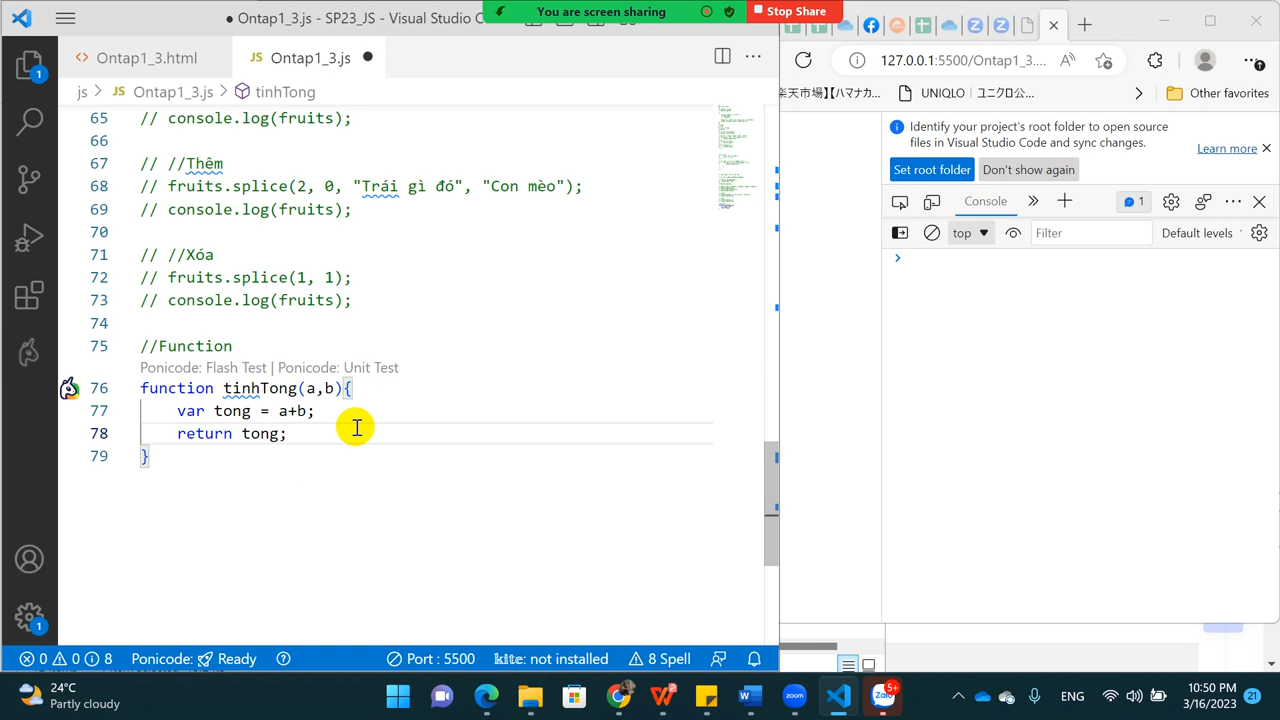 ● Ontap1_3.js - SP23_JS - Visual Studio C
You are screen sharing
Stop Share
<> Ontap1_3.html
JS Ontap1_3.js ●
js > JS Ontap1_3.js > tinhTong
65 // console.log(fruits);
66
67 // //Thêm
68 // fruits.splice(2, 0, "Trái gì đó", "Con mèo");
69 // console.log(fruits);
70
71 // //Xóa
72 // fruits.splice(1, 1);
73 // console.log(fruits);
74
75 //Function
Ponicode: Flash Test | Ponicode: Unit Test
76 function tinhTong(a,b){
77 var tong = a+b;
78 return tong;
79 }
1
1
0 0 8 Ponicode: Ready Port : 5500 kite: not installed 8 Spell
127.0.0.1:5500/Ontap1_3....
楽天市場】【ハマナカ... UNIQLO | ユニクロ公... > Other favorites
Identify your project's root folder to open source
files in Visual Studio Code and sync changes.
Learn more
Set root folder Don't show again
Console 1
top Filter Default levels
24°C
Partly cloudy
5+
ENG
10:50 PM
3/16/2023
21